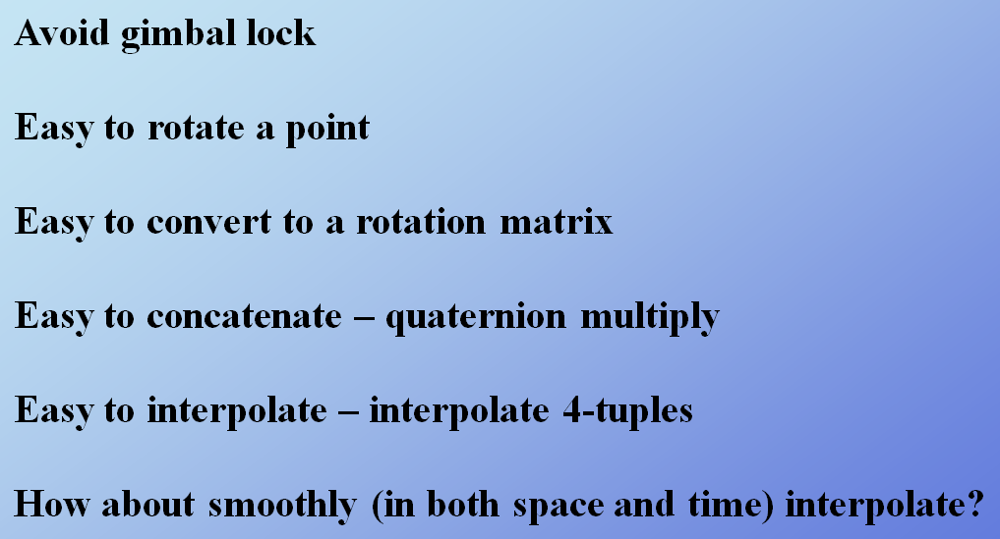 Avoid gimbal lock
Easy to rotate a point
Easy to convert to a rotation matrix
Easy to concatenate – quaternion multiply
Easy to interpolate – interpolate 4-tuples
How about smoothly (in both space and time) interpolate?